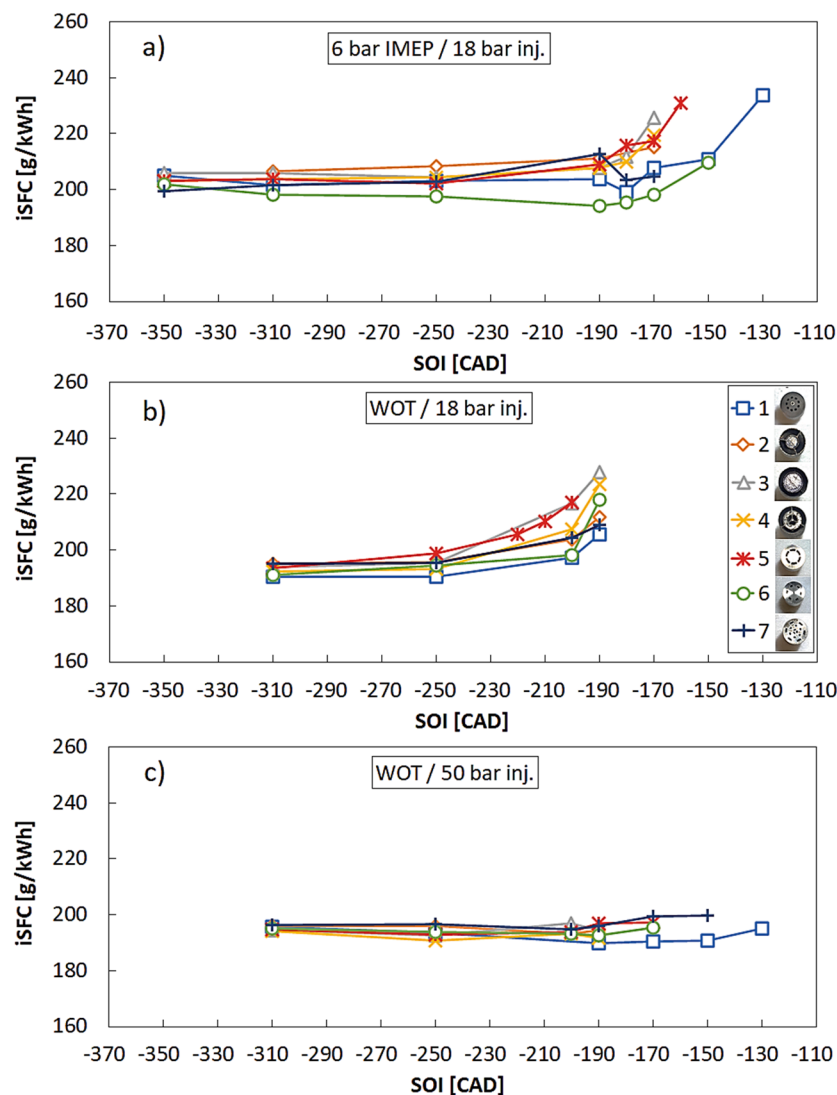 260
a)
6 bar IMEP / 18 bar inj.
240
220
200
180
160
iSFC [g/kWh]
-370 -350 -330 -310 -290 -270 -250 -230 -210 -190 -170 -150 -130 -110
SOI [CAD]
260
b)
WOT / 18 bar inj.
240
220
200
180
160
iSFC [g/kWh]
1
2
3
4
5
6
7
-370 -350 -330 -310 -290 -270 -250 -230 -210 -190 -170 -150 -130 -110
SOI [CAD]
260
c)
WOT / 50 bar inj.
240
220
200
180
160
iSFC [g/kWh]
-370 -350 -330 -310 -290 -270 -250 -230 -210 -190 -170 -150 -130 -110
SOI [CAD]